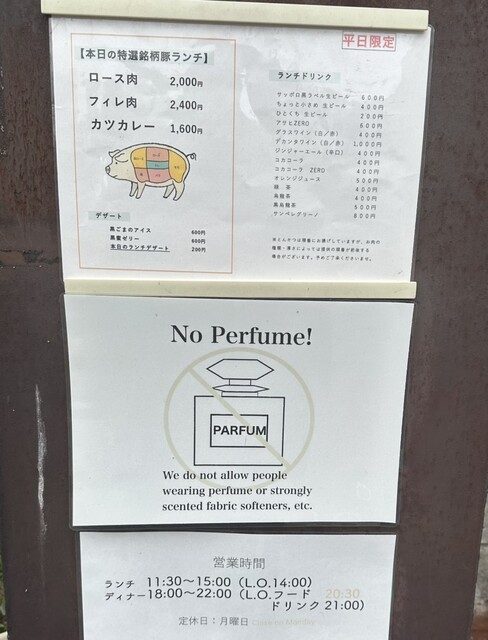 平日限定
【本日の特選銘柄豚ランチ】
ロース肉 2,000円
フィレ肉 2,400円
カツカレー 1,600円
デザート
黒ごまのアイス 600円
黒蜜ゼリー 600円
本日のランチデザート 200円
ランチドリンク
サッポロ黒ラベル生ビール 600円
ちょっと小さめ 生ビール 400円
ひとくち 生ビール 260円
アサヒZERO 600円
グラスワイン（白／赤） 400円
デカンタワイン（白／赤） 1,000円
ジンジャーエール（辛口） 400円
コカコーラ 400円
コカコーラ ZERO 400円
オレンジジュース 500円
緑 茶 400円
烏龍茶 400円
黒烏龍茶 500円
サンペレグリーノ 800円
No Perfume!
PARFUM
We do not allow people
wearing perfume or strongly
scented fabric softeners, etc.
営業時間
ランチ 11:30〜15:00（L.O.14:00）
ディナー18:00〜22:00（L.O.フード 20:30
ドリンク 21:00）
定休日：月曜日